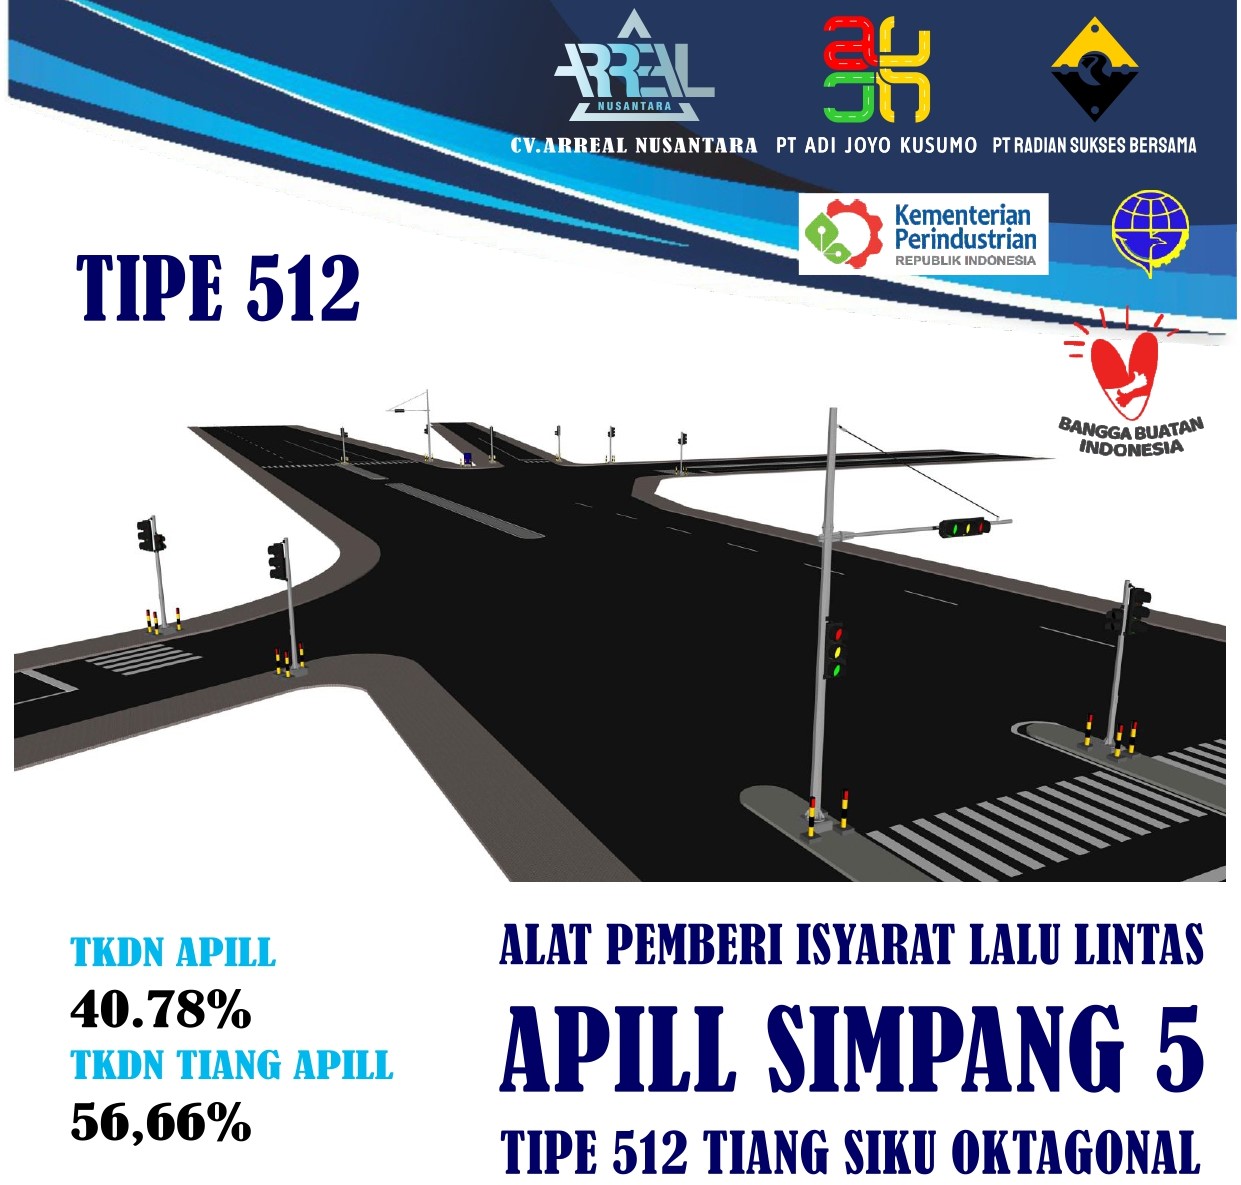 ARREAL
NUSANTARA
CV.ARREAL NUSANTARA
PT ADI JOYO KUSUMO
PT RADIAN SUKSES BERSAMA
Kementerian
Perindustrian
REPUBLIK INDONESIA
TIPE 512
BANGGA BUATAN
INDONESIA
TKDN APILL
40.78%
TKDN TIANG APILL
56,66%
ALAT PEMBERI ISYARAT LALU LINTAS
APILL SIMPANG 5
TIPE 512 TIANG SIKU OKTAGONAL